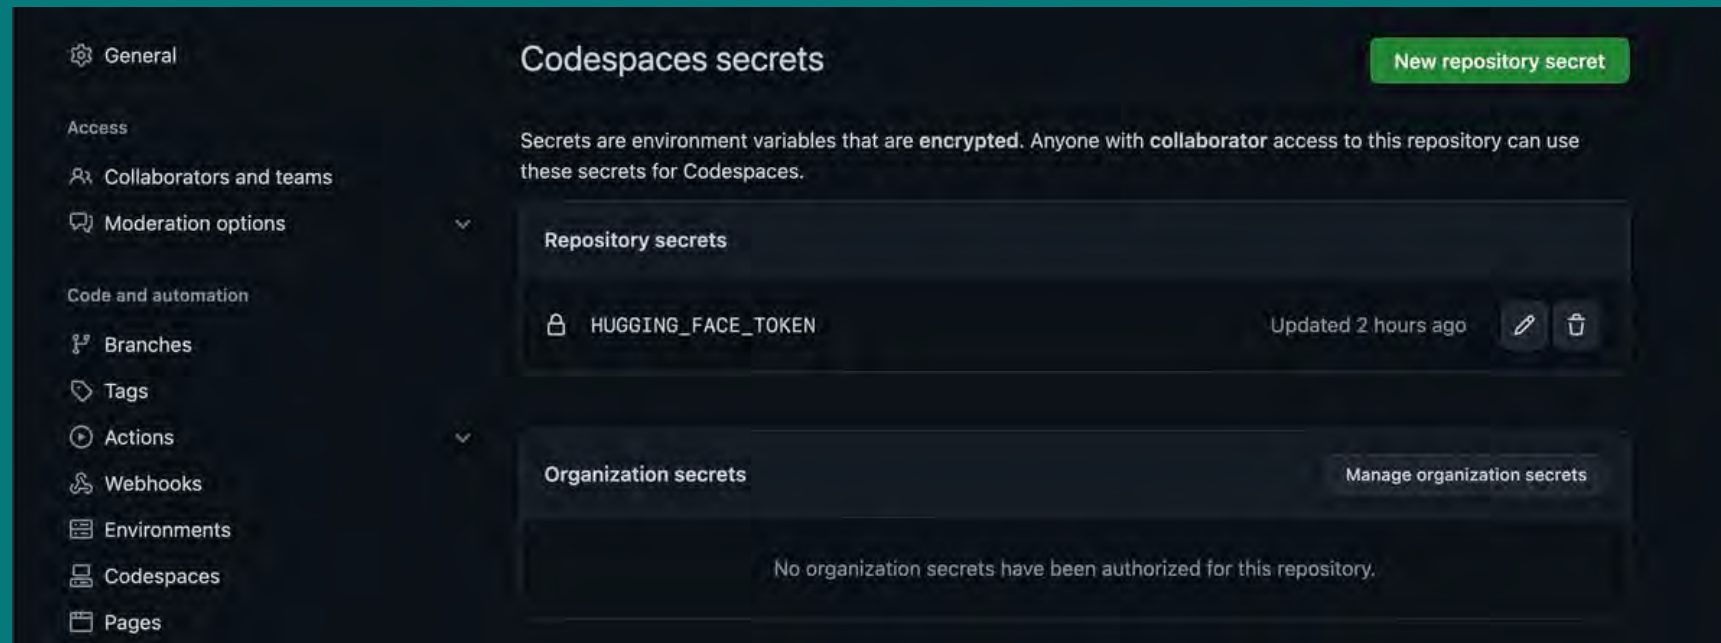 General
Access
Collaborators and teams
Moderation options
Code and automation
Branches
Tags
Actions
Webhooks
Environments
Codespaces
Pages
Codespaces secrets
New repository secret
Secrets are environment variables that are encrypted. Anyone with collaborator access to this repository can use
these secrets for Codespaces.
Repository secrets
HUGGING_FACE_TOKEN
Updated 2 hours ago
Organization secrets
Manage organization secrets
No organization secrets have been authorized for this repository.